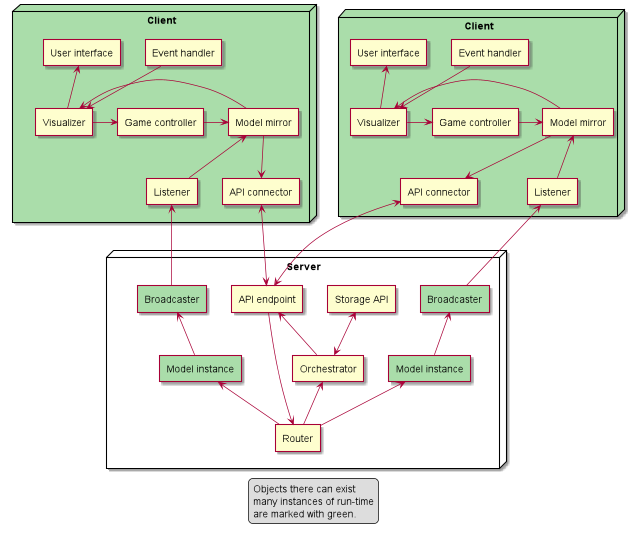 Client
User interface
Event handler
Visualizer
Game controller
Model mirror
Listener
API connector
Client
User interface
Event handler
Visualizer
Game controller
Model mirror
API connector
Listener
Server
Broadcaster
API endpoint
Storage API
Broadcaster
Model instance
Orchestrator
Model instance
Router
Objects there can exist
many instances of run-time
are marked with green.